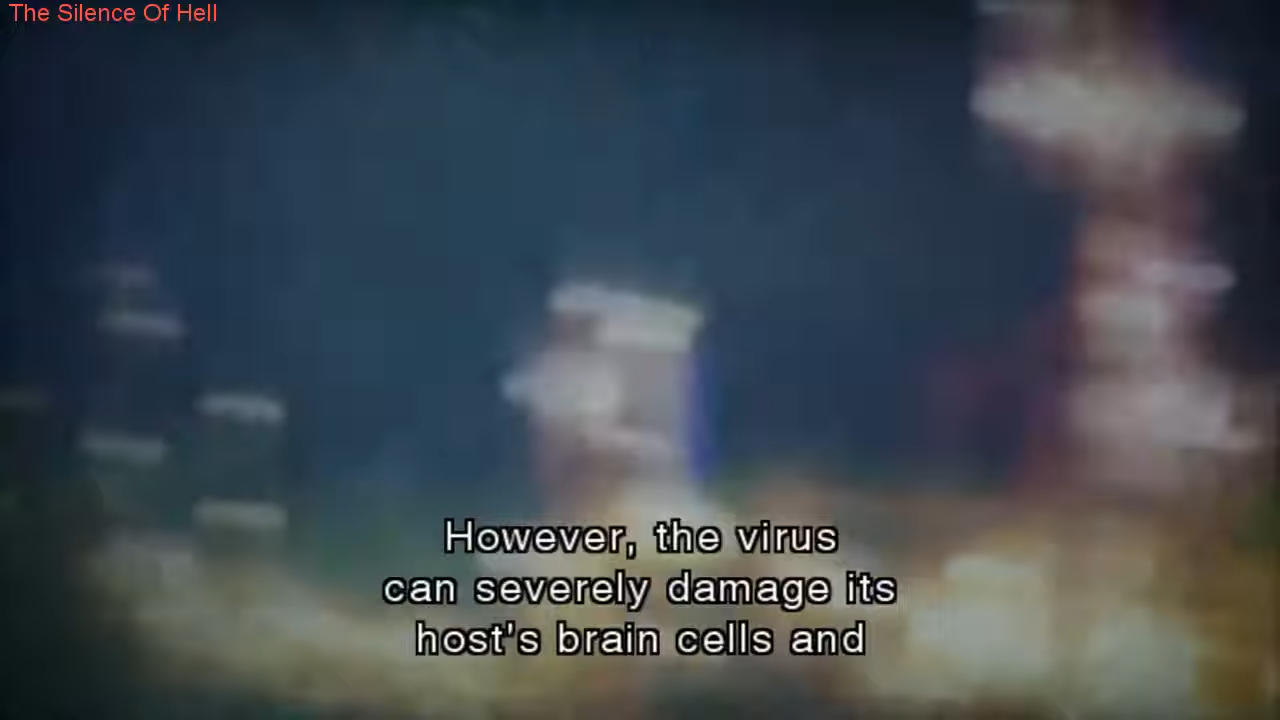 The Silence Of Hell
However, the virus
can severely damage its
host's brain cells and